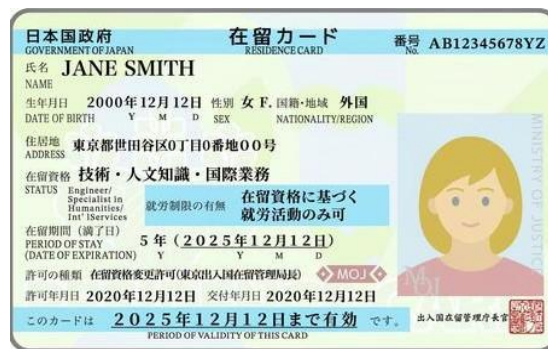 日本国政府 在留カード 番号 AB12345678YZ
GOVERNMENT OF JAPAN RESIDENCE CARD No.
氏名 JANE SMITH
NAME
生年月日 2000年12月12日 性別 女 F. 国籍・地域 外国
DATE OF BIRTH Y M D SEX NATIONALITY/REGION
住居地 東京都世田谷区0丁目0番地00号
ADDRESS
在留資格 技術・人文知識・国際業務
STATUS Engineer/
Specialist in
Humanities/
Int' lServices
就労制限の有無 在留資格に基づく
就労活動のみ可
在留期間(満了日) 5年(2025年12月12日)
PERIOD OF STAY Y Y M D
(DATE OF EXPIRATION)
許可の種類 在留資格変更許可(東京出入国在留管理局長) MOJ
許可年月日 2020年12月12日 交付年月日 2020年12月12日
このカードは 2025年12月12日まで有効 です。
PERIOD OF VALIDITY OF THIS CARD
MINISTRY OF JUSTICE
MOJ
出入国在留管理庁長官